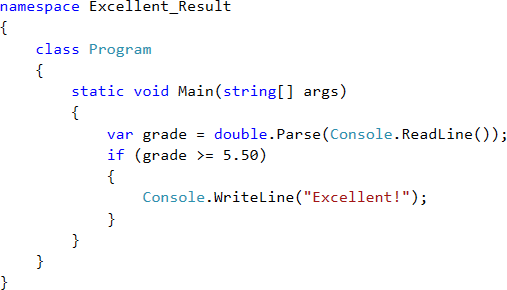 namespace Excellent_Result
{
    class Program
    {
        static void Main(string[] args)
        {
            var grade = double.Parse(Console.ReadLine());
            if (grade >= 5.50)
            {
                Console.WriteLine("Excellent!");
            }
        }
    }
}